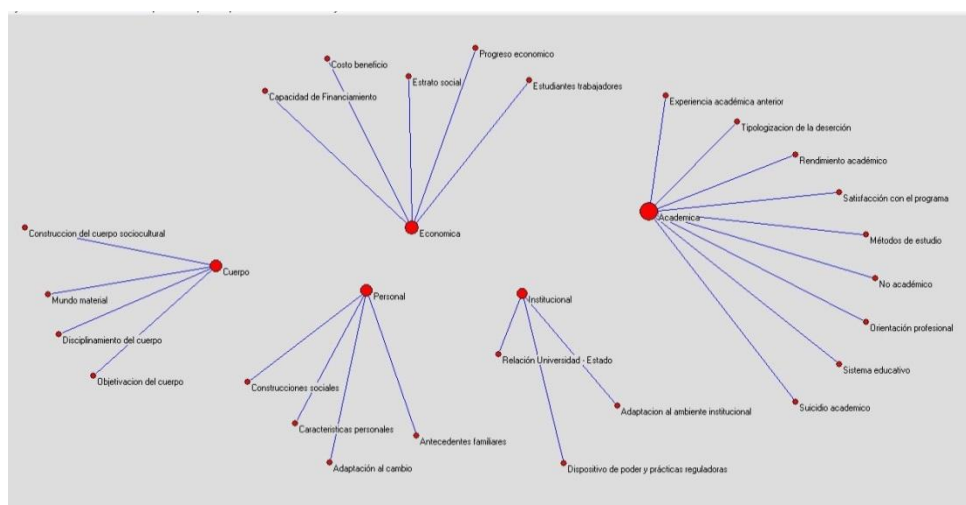 Progreso economico
Costo beneficio
Estrato social
Estudiantes trabajadores
Capacidad de Financiamiento
Economica
Experiencia académica anterior
Tipologizacion de la deserción
Rendimiento académico
Satisfacción con el programa
Academica
Métodos de estudio
No académico
Orientación profesional
Sistema educativo
Suicidio academico
Construccion del cuerpo sociocultural
Cuerpo
Mundo material
Disciplinamiento del cuerpo
Objetivacion del cuerpo
Personal
Construcciones sociales
Caracteristicas personales
Antecedentes familiares
Adaptación al cambio
Institucional
Relación Universidad - Estado
Adaptacion al ambiente institucional
Dispositivo de poder y prácticas reguladoras